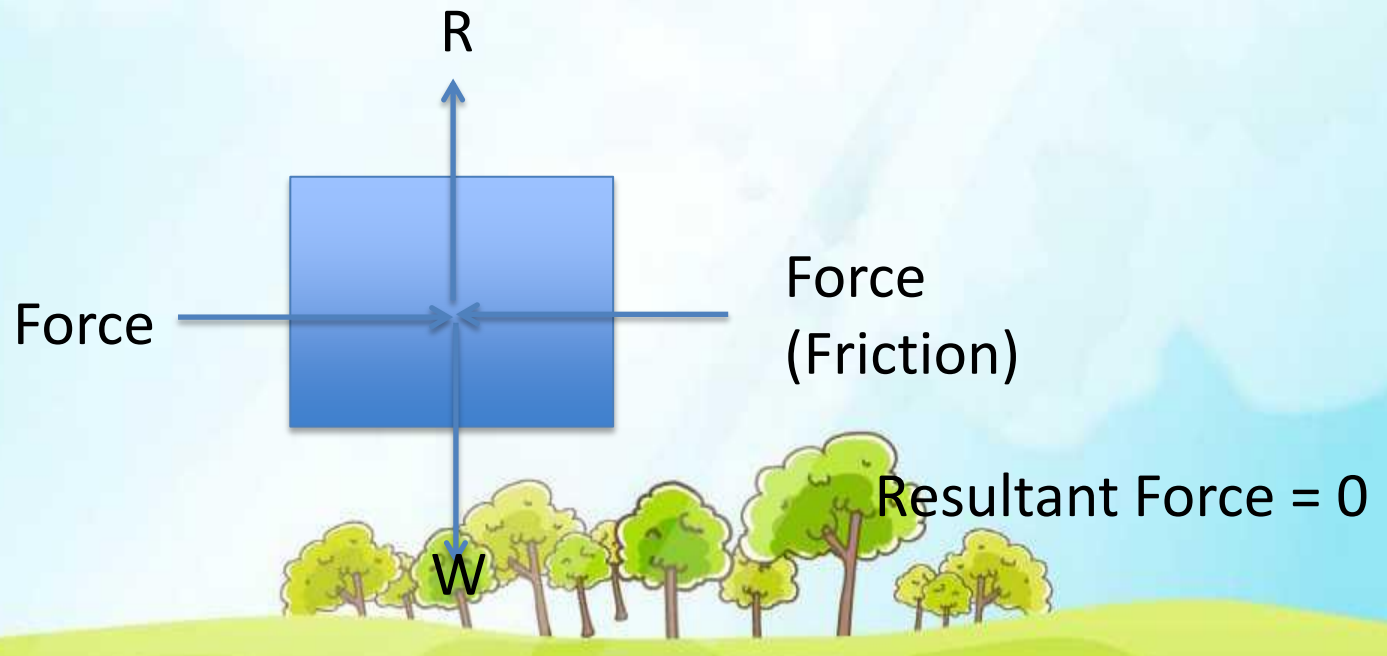 R
Force
Force
(Friction)
Resultant Force = 0
W